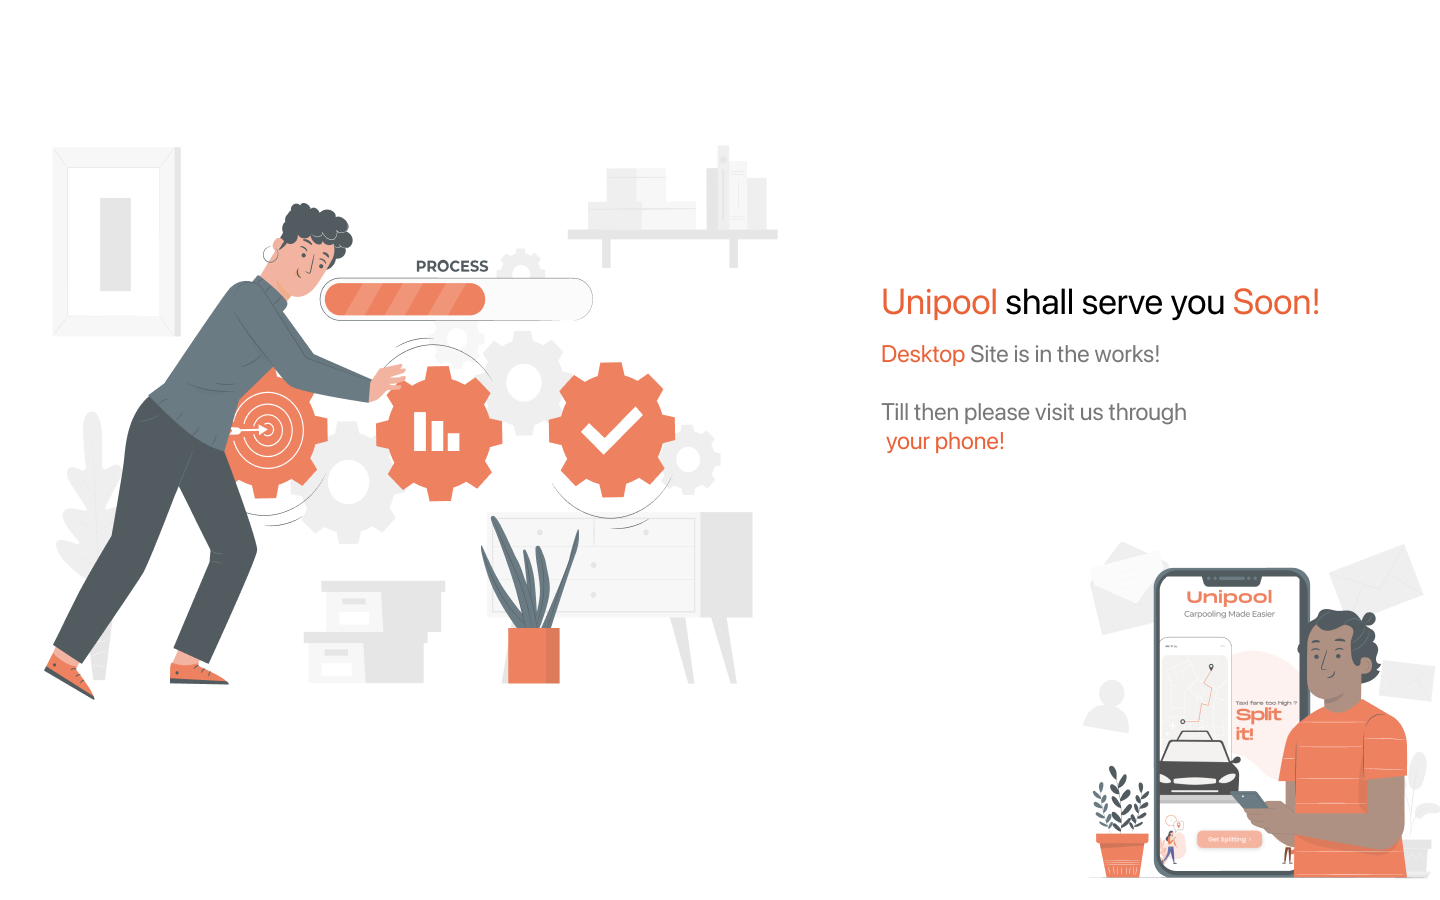 PROCESS
Unipool shall serve you Soon!
Desktop Site is in the works!
Till then please visit us through
your phone!
Unipool
Carpooling Made Easier
Taxi fare too high ?
Split
it!
Get Splitting